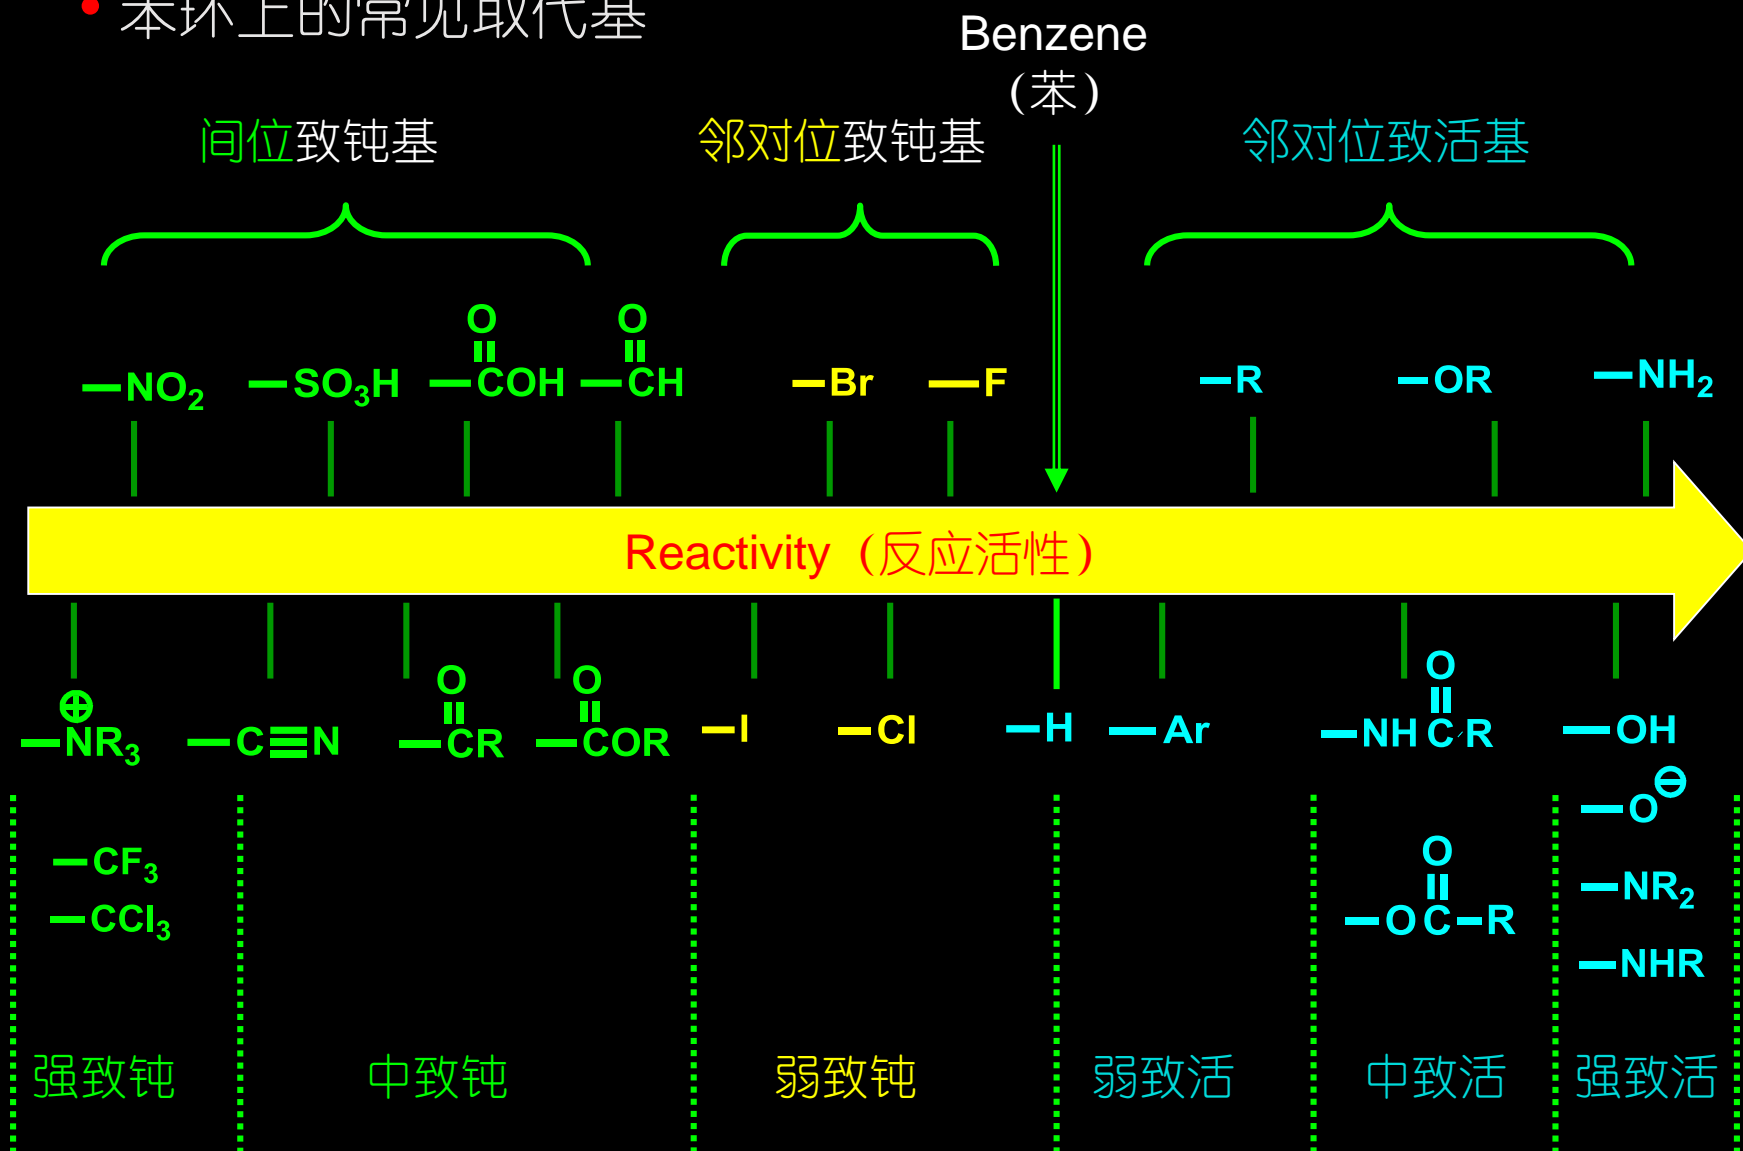 • 苯环上的常见取代基
Benzene
(苯)
间位致钝基 邻对位致钝基 邻对位致活基
O O
—NO2 —SO3H —COH —CH —Br —F —R —OR —NH2
Reactivity (反应活性)
⊕ O O O
—NR3 —C≡N —CR —COR —I —Cl —H —Ar —NHCR —OH
—O⊖
—CF3 O —NR2
—CCl3 —OC—R
—NHR
强致钝 中致钝 弱致钝 弱致活 中致活 强致活